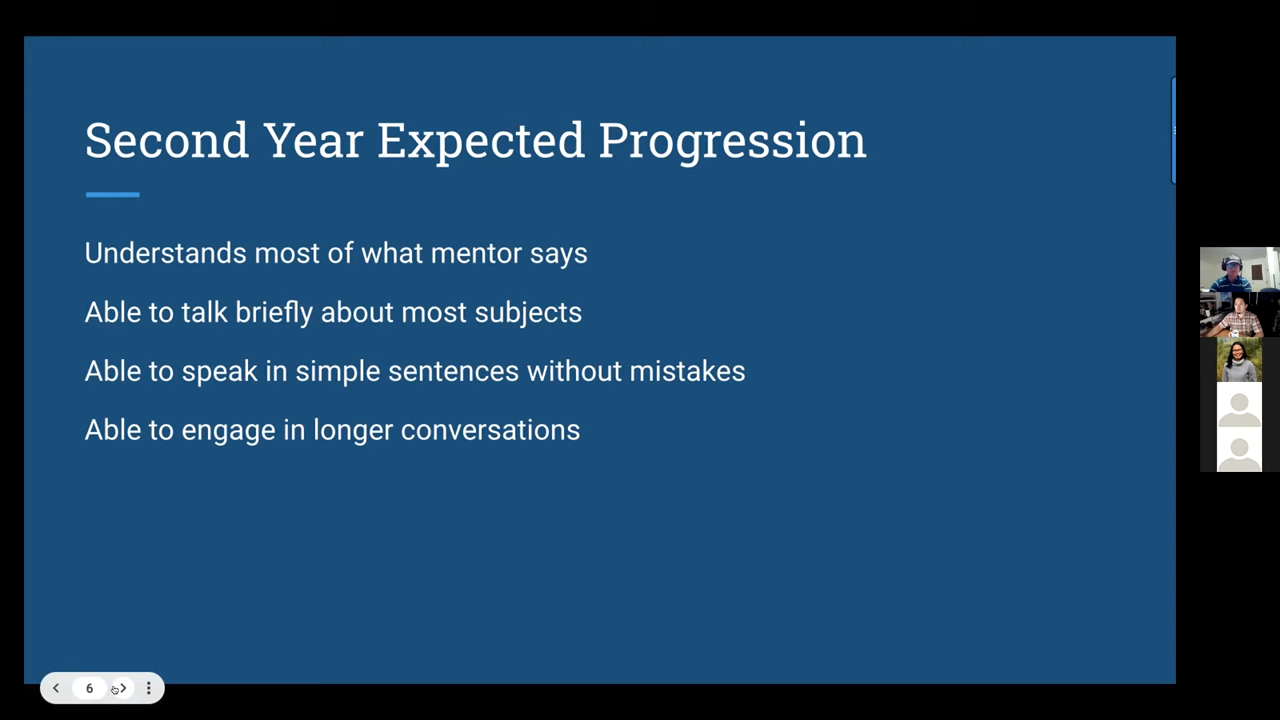 Second Year Expected Progression
Understands most of what mentor says
Able to talk briefly about most subjects
Able to speak in simple sentences without mistakes
Able to engage in longer conversations
6